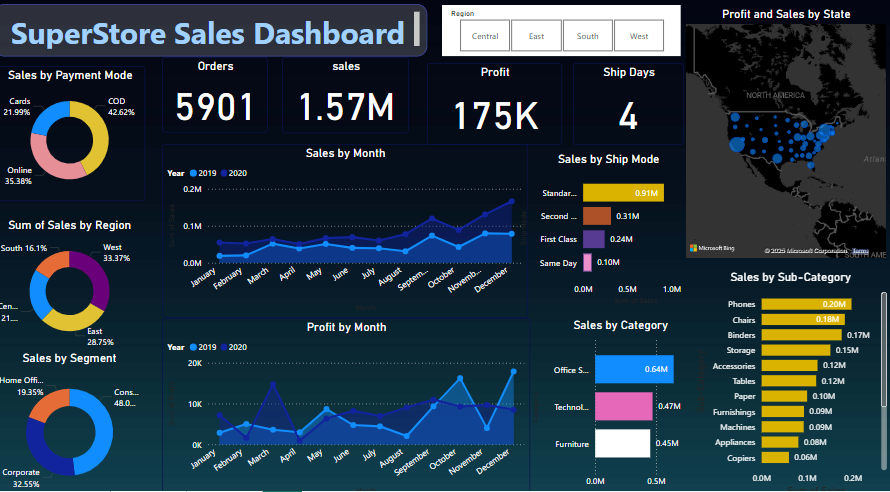 SuperStore Sales Dashboard
Region
Central East South West
Profit and Sales by State
Sales by Payment Mode
Cards
21.99%
COD
42.62%
Online
35.38%
Orders
5901
sales
1.57M
Profit
175K
Ship Days
4
NORTH AMERICA
Atlan
Microsoft Bing
© 2025 Microsoft Corporation Terms
SOUTH AME
Sum of Sales by Region
South 16.1%
West
33.37%
Cen...
21....
East
28.75%
Sales by Month
Year 2019 2020
0.2M
0.1M
0.0M
January
February
March
April
May
June
July
August
Septem...
October
Novemb...
December
Sales by Ship Mode
Standar... 0.91M
Second ... 0.31M
First Class 0.24M
Same Day 0.10M
0.0M 0.5M 1.0M
Sales by Segment
Home Offi...
19.35%
Cons...
48.0...
Corporate
32.55%
Profit by Month
Year 2019 2020
20K
10K
0K
January
February
March
April
May
June
July
August
September
October
November
December
Sales by Category
Office S... 0.64M
Technol... 0.47M
Furniture 0.45M
0.0M 0.5M
Sales by Sub-Category
Phones 0.20M
Chairs 0.18M
Binders 0.17M
Storage 0.15M
Accessories 0.12M
Tables 0.12M
Paper 0.10M
Furnishings 0.09M
Machines 0.09M
Appliances 0.08M
Copiers 0.06M
0.0M 0.1M 0.2M